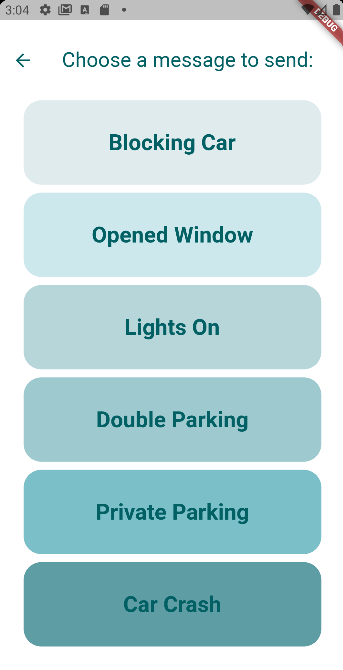 3:04
DEBUG
Choose a message to send:
Blocking Car
Opened Window
Lights On
Double Parking
Private Parking
Car Crash